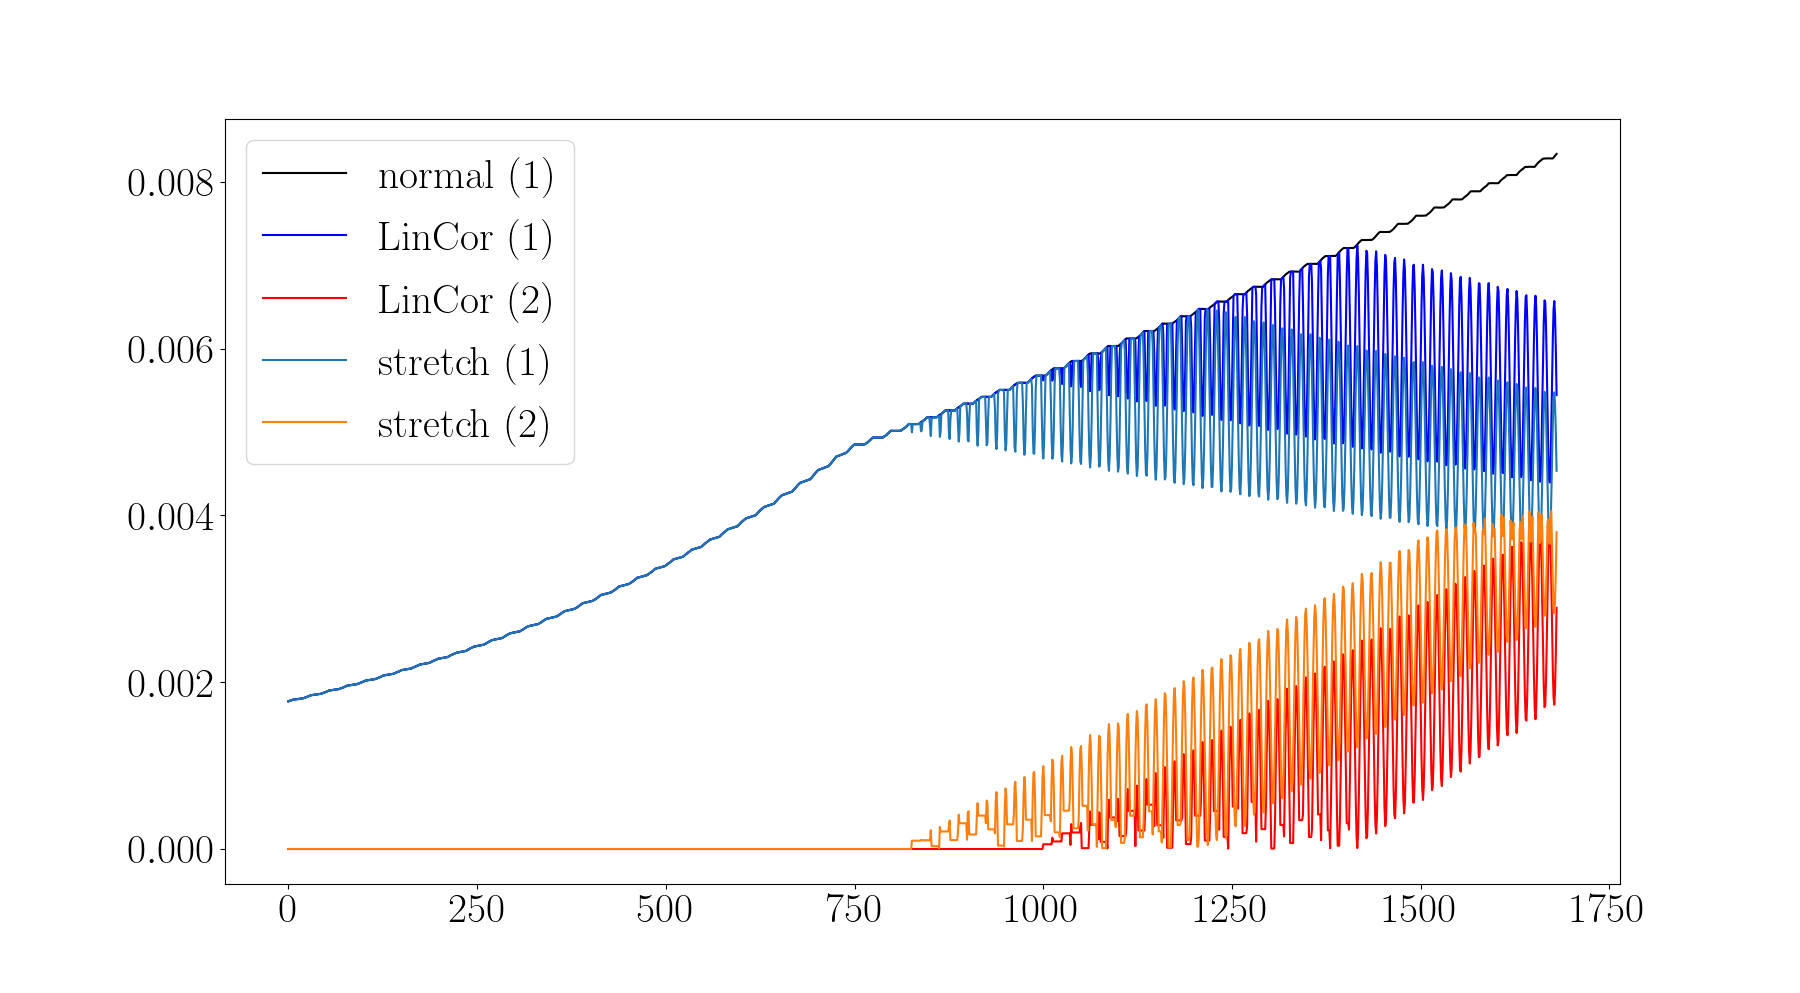 0.008
0.006
0.004
0.002
0.000
normal (1)
LinCor (1)
LinCor (2)
stretch (1)
stretch (2)
0 250 500 750 1000 1250 1500 1750